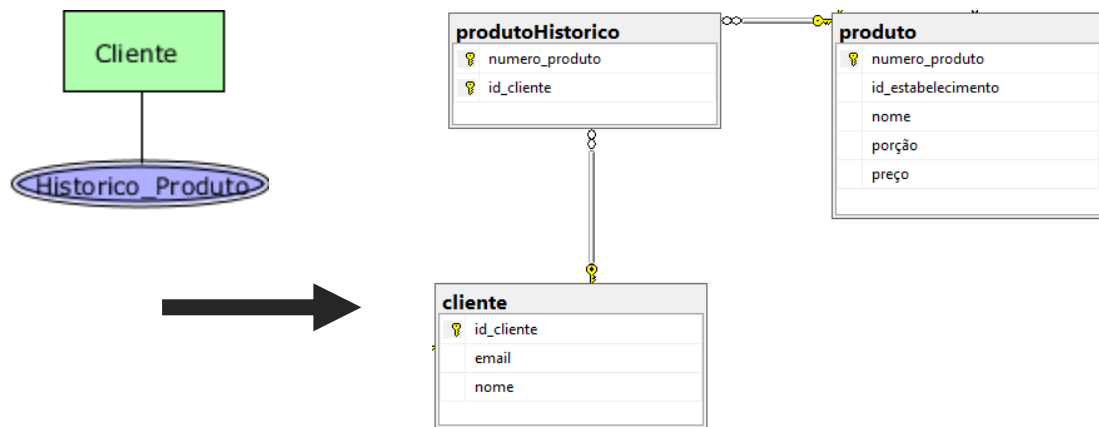 Cliente
Historico_Produto
produtoHistorico
numero_produto
id_cliente
produto
numero_produto
id_estabelecimento
nome
porção
preço
cliente
id_cliente
email
nome